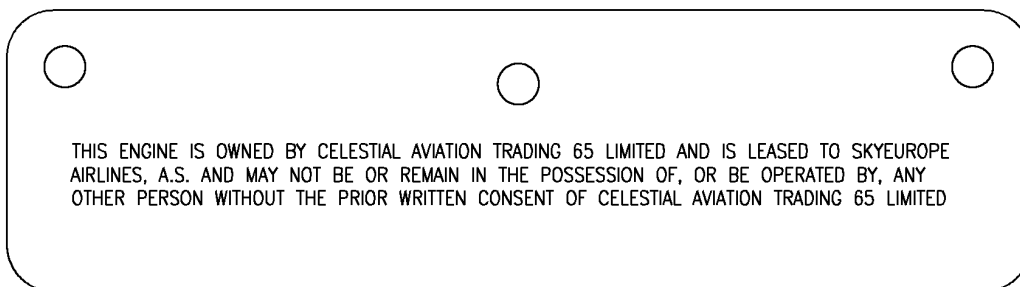 THIS ENGINE IS OWNED BY CELESTIAL AVIATION TRADING 65 LIMITED AND IS LEASED TO SKYEUROPE
AIRLINES, A.S. AND MAY NOT BE OR REMAIN IN THE POSSESSION OF, OR BE OPERATED BY, ANY
OTHER PERSON WITHOUT THE PRIOR WRITTEN CONSENT OF CELESTIAL AVIATION TRADING 65 LIMITED